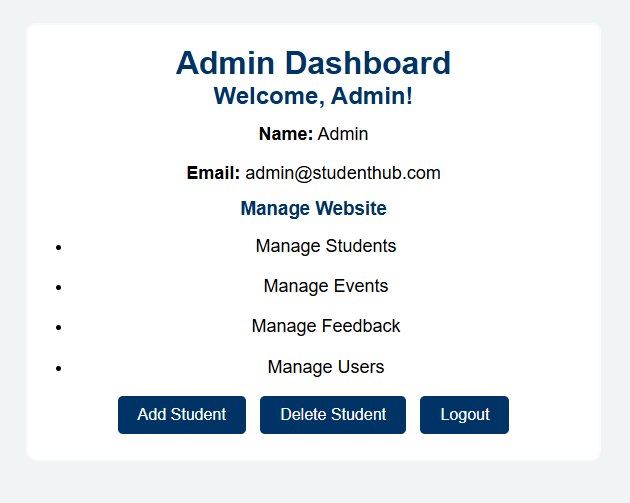 Admin Dashboard
Welcome, Admin!
Name: Admin
Email: admin@studenthub.com
Manage Website
• Manage Students
• Manage Events
• Manage Feedback
• Manage Users
Add Student Delete Student Logout